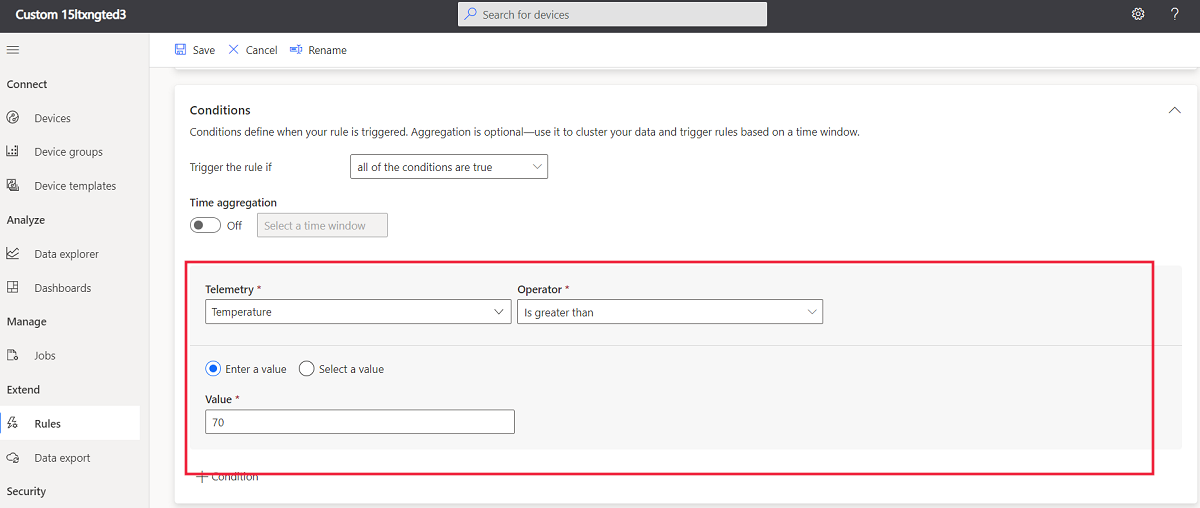 Custom 15ltxngted3
Search for devices
?
Save
Cancel
Rename
Connect
Devices
Device groups
Device templates
Analyze
Data explorer
Dashboards
Manage
Jobs
Extend
Rules
Data export
Security
Conditions
Conditions define when your rule is triggered. Aggregation is optional—use it to cluster your data and trigger rules based on a time window.
Trigger the rule if
all of the conditions are true
Time aggregation
Off
Select a time window
Telemetry *
Operator *
Temperature
Is greater than
Enter a value
Select a value
Value *
70
+ Condition